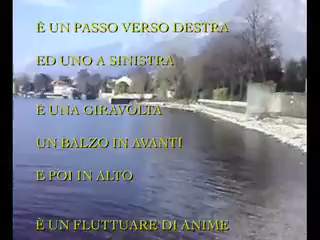 È UN PASSO VERSO DESTRA
ED UNO A SINISTRA
È UNA GIRAVOLTA
UN BALZO IN AVANTI
E POI IN ALTO
È UN FLUTTUARE DI ANIME